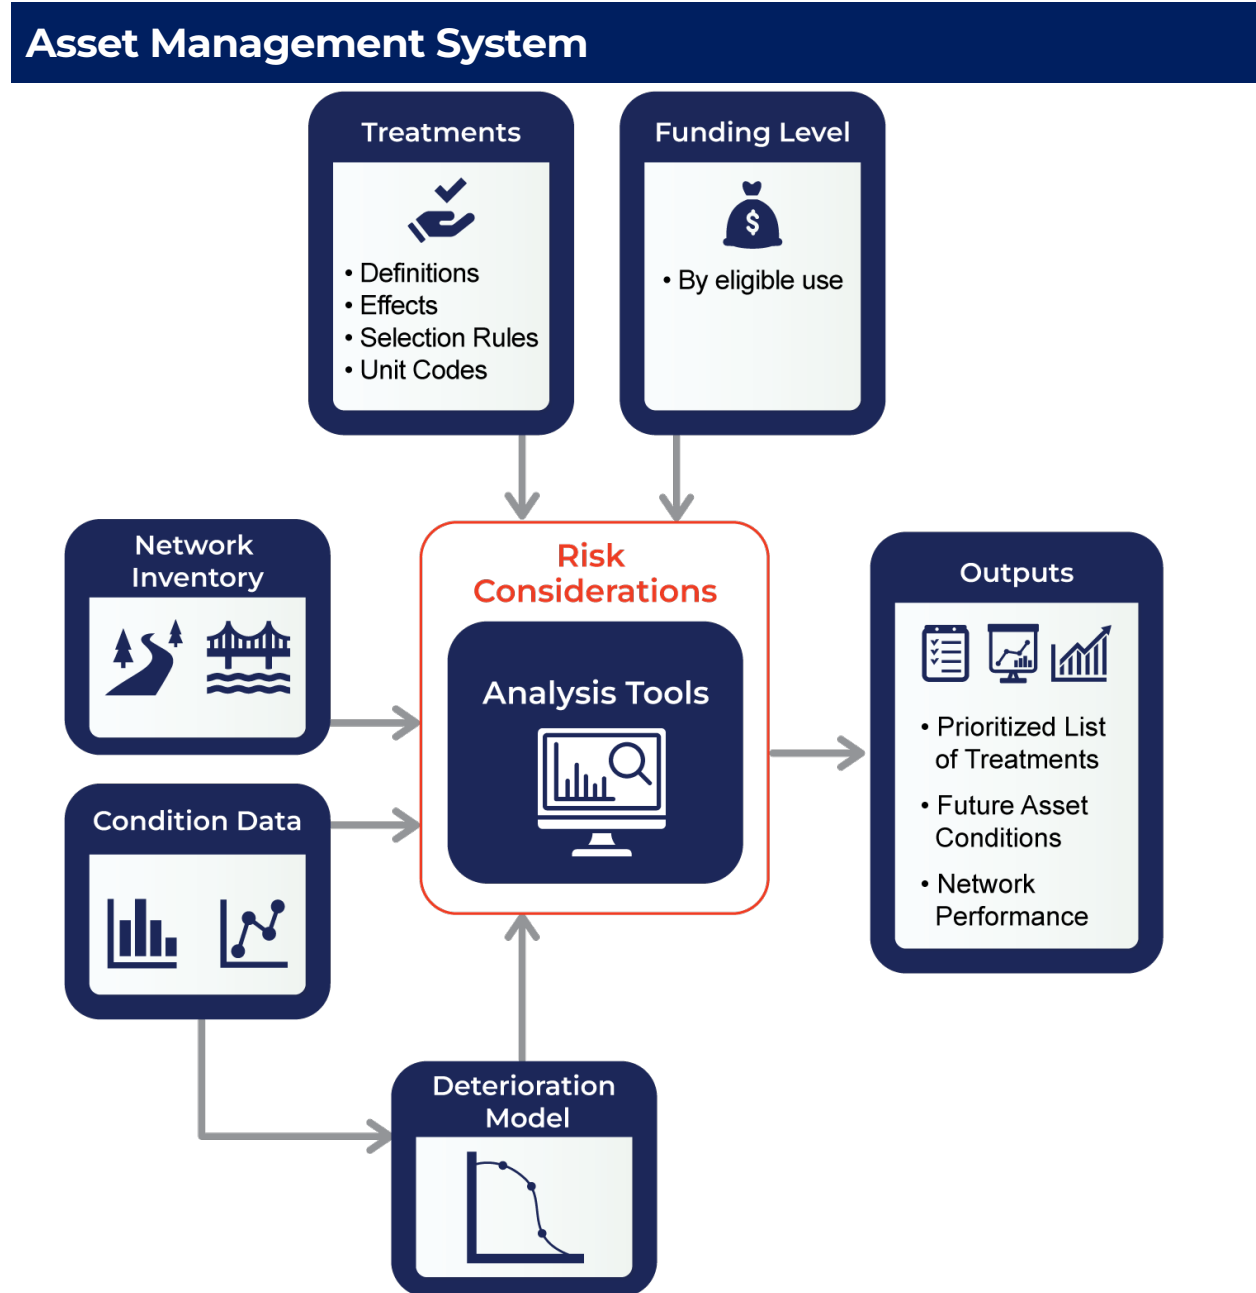 Asset Management System
Treatments
• Definitions
• Effects
• Selection Rules
• Unit Codes
Funding Level
$
• By eligible use
Network
Inventory
Condition Data
Risk
Considerations
Analysis Tools
Deterioration
Model
Outputs
• Prioritized List
of Treatments
• Future Asset
Conditions
• Network
Performance